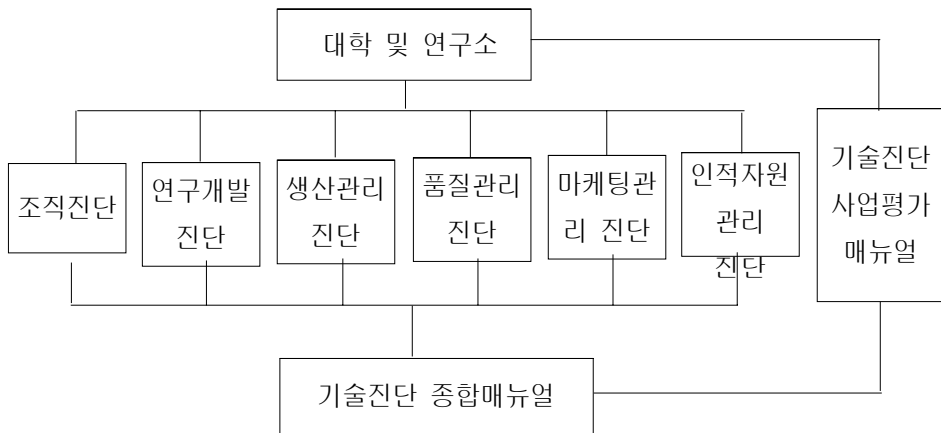 대학 및 연구소
조직진단
연구개발
진단
생산관리
진단
품질관리
진단
마케팅관
리 진단
인적자원
관리
진단
기술진단
사업평가
매뉴얼
기술진단 종합매뉴얼